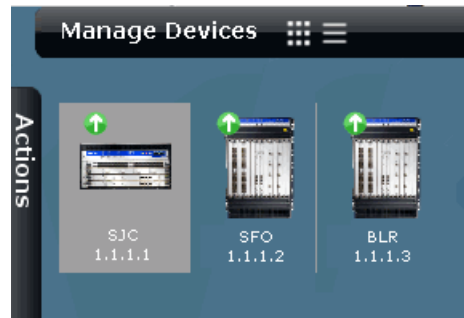 Manage Devices
Actions
SJC
1.1.1.1
SFO
1.1.1.2
BLR
1.1.1.3